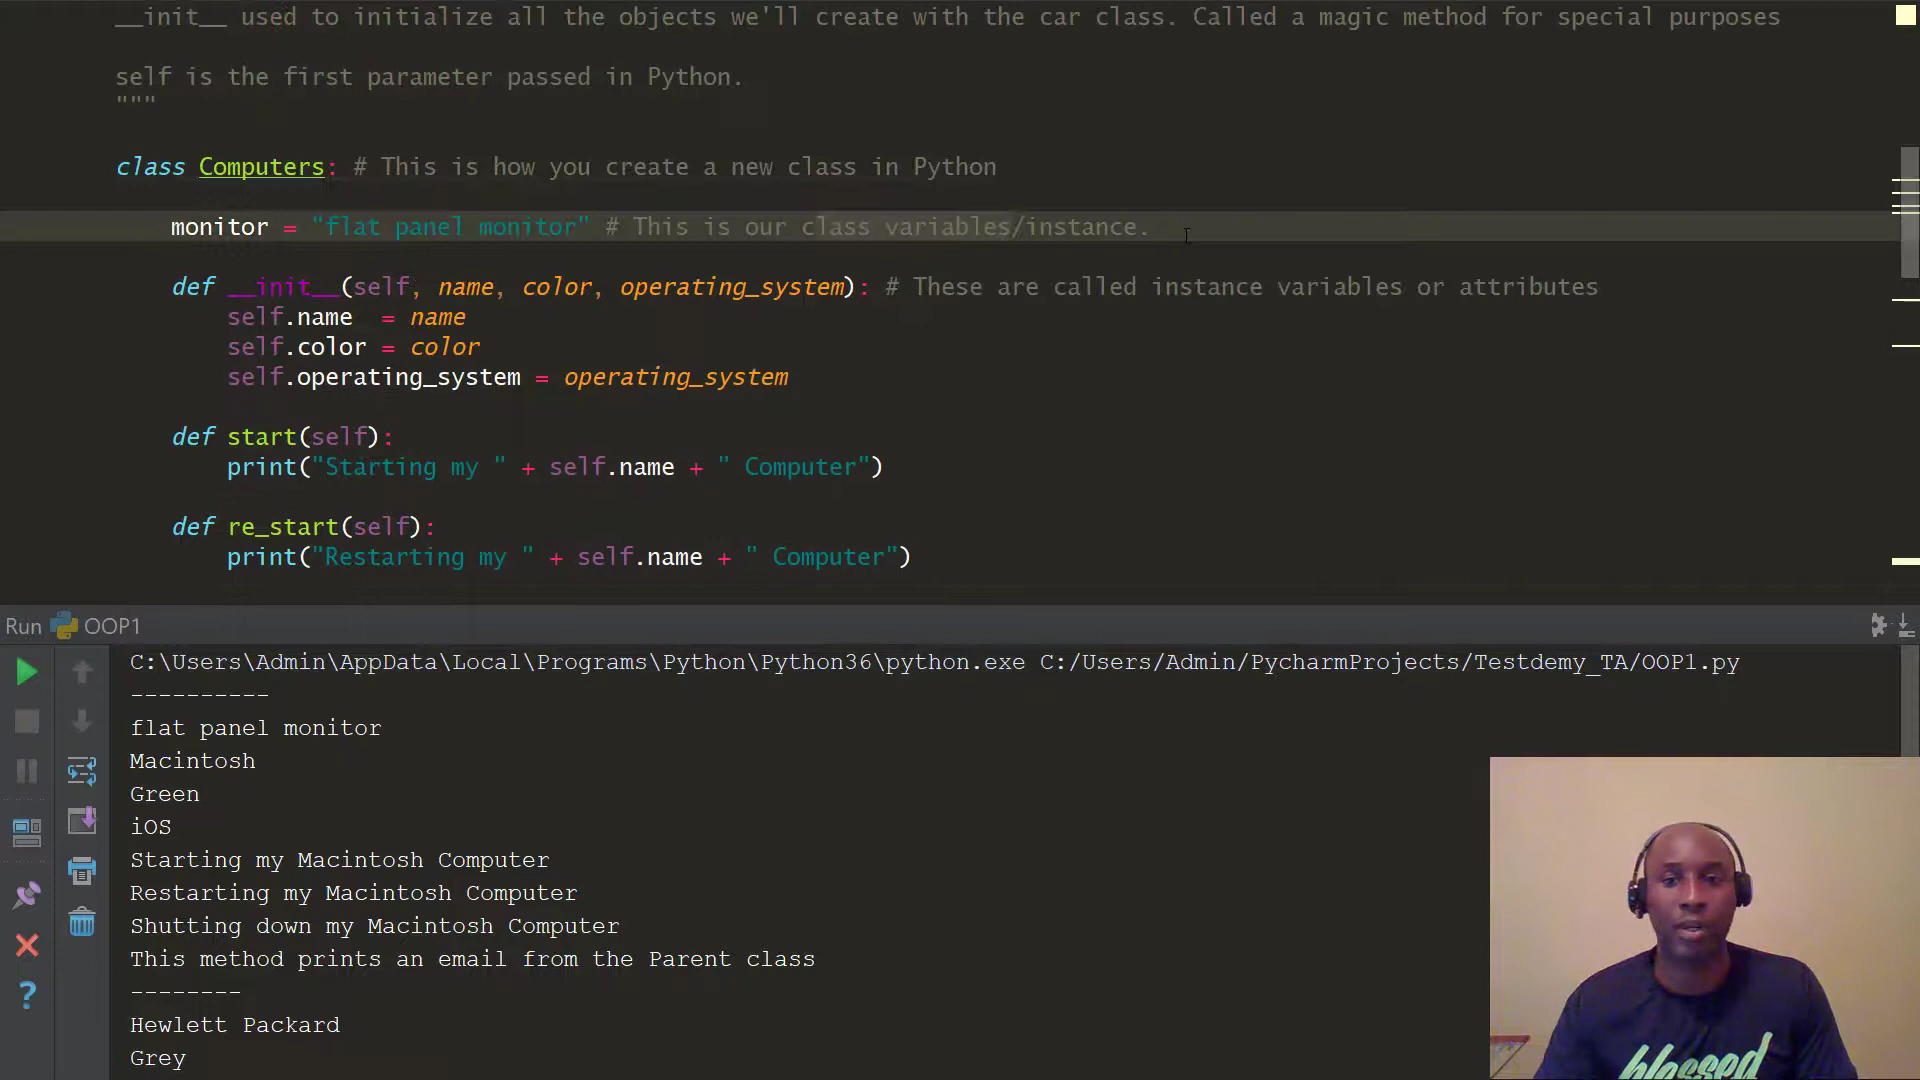 __init__ used to initialize all the objects we'll create with the car class. Called a magic method for special purposes
self is the first parameter passed in Python.
"""
class Computers: # This is how you create a new class in Python
monitor = "flat panel monitor" # This is our class variables/instance.
def __init__(self, name, color, operating_system): # These are called instance variables or attributes
self.name  = name
self.color = color
self.operating_system = operating_system
def start(self):
print("Starting my " + self.name + " Computer")
def re_start(self):
print("Restarting my " + self.name + " Computer")
Run OOP1
C:\Users\Admin\AppData\Local\Programs\Python\Python36\python.exe C:/Users/Admin/PycharmProjects/Testdemy_TA/OOP1.py
----------
flat panel monitor
Macintosh
Green
iOS
Starting my Macintosh Computer
Restarting my Macintosh Computer
Shutting down my Macintosh Computer
This method prints an email from the Parent class
--------
Hewlett Packard
Grey
blessed